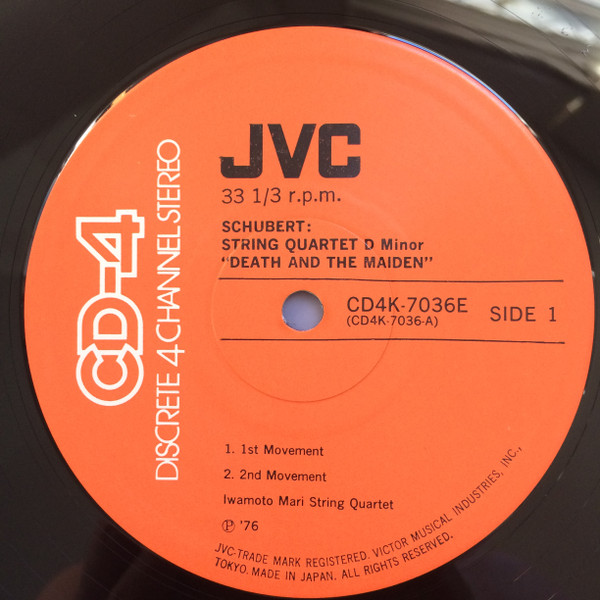 CD-4
DISCRETE 4 CHANNEL STEREO
JVC
33 1/3 r.p.m.
SCHUBERT:
STRING QUARTET D Minor
"DEATH AND THE MAIDEN"
CD4K-7036E
(CD4K-7036-A)
SIDE 1
1. 1st Movement
2. 2nd Movement
Iwamoto Mari String Quartet
Ⓟ '76
JVC-TRADE MARK REGISTERED. VICTOR MUSICAL INDUSTRIES, INC.,
TOKYO. MADE IN JAPAN. ALL RIGHTS RESERVED.